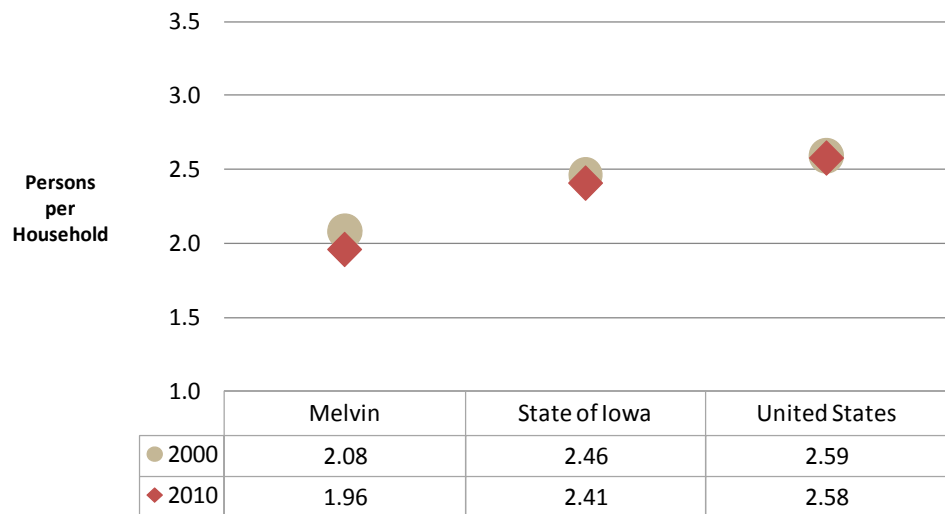 3.5
3.0
2.5
2.0
1.5
1.0
Persons
per
Household
Melvin State of Iowa United States
2000 2.08 2.46 2.59
2010 1.96 2.41 2.58